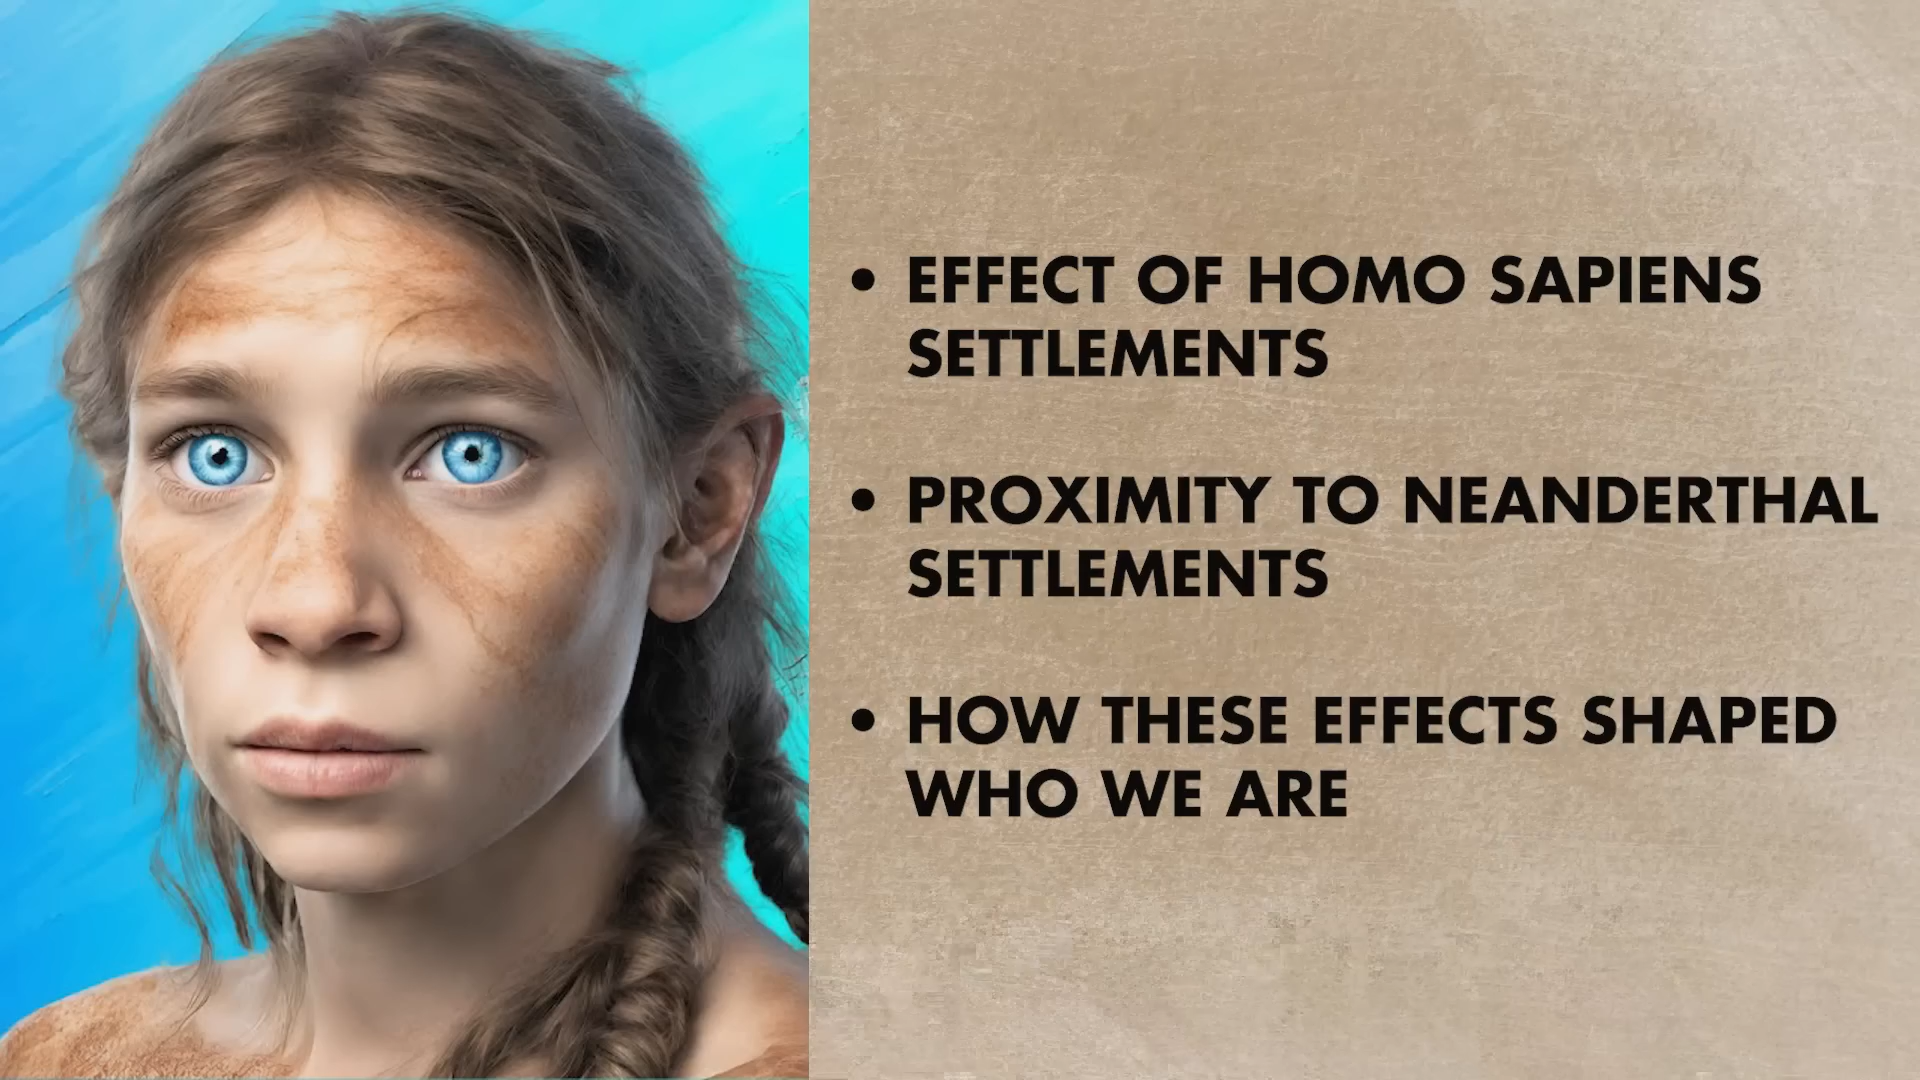 • EFFECT OF HOMO SAPIENS
SETTLEMENTS
• PROXIMITY TO NEANDERTHAL
SETTLEMENTS
• HOW THESE EFFECTS SHAPED
WHO WE ARE